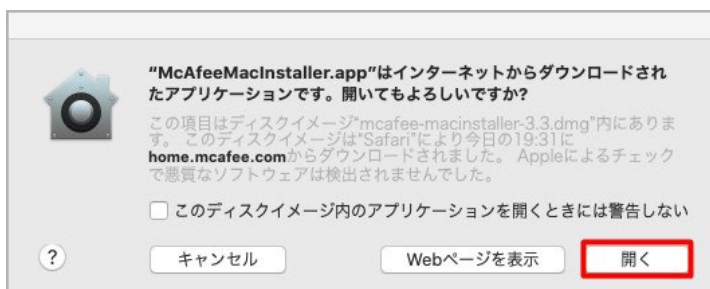 “McAfeeMacInstaller.app”はインターネットからダウンロードされ
たアプリケーションです。開いてもよろしいですか?
この項目はディスクイメージ“mcafee-macinstaller-3.3.dmg”内にありま
す。 このディスクイメージは“Safari”により今日の19:31に
home.mcafee.comからダウンロードされました。 Appleによるチェック
で悪質なソフトウェアは検出されませんでした。
このディスクイメージ内のアプリケーションを開くときには警告しない
? キャンセル Webページを表示 開く